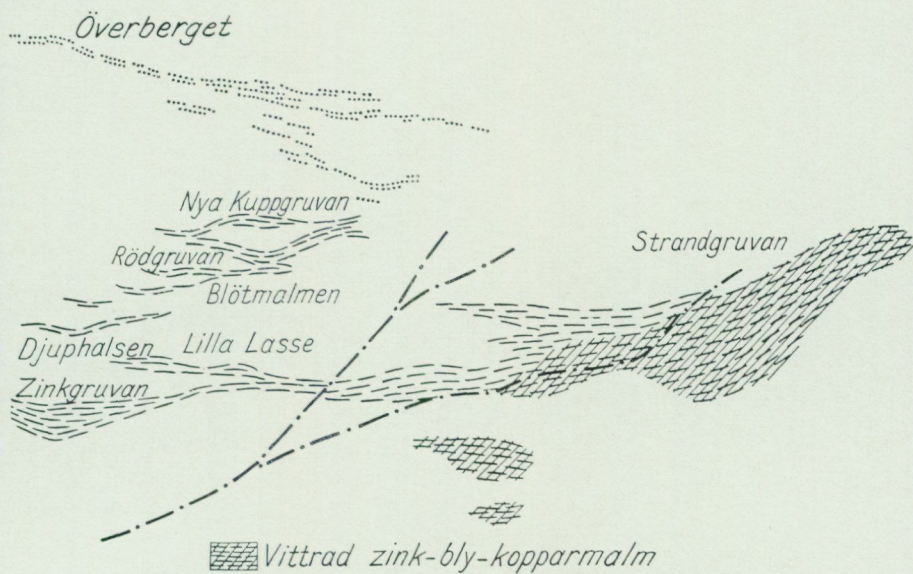 Överberget
Nya Kuppgruvan
Strandgruvan
Rödgruvan
Blötmalmen
Djuphalsen
Lilla Lasse
Zinkgruvan
Vittrad zink-bly-kopparmalm